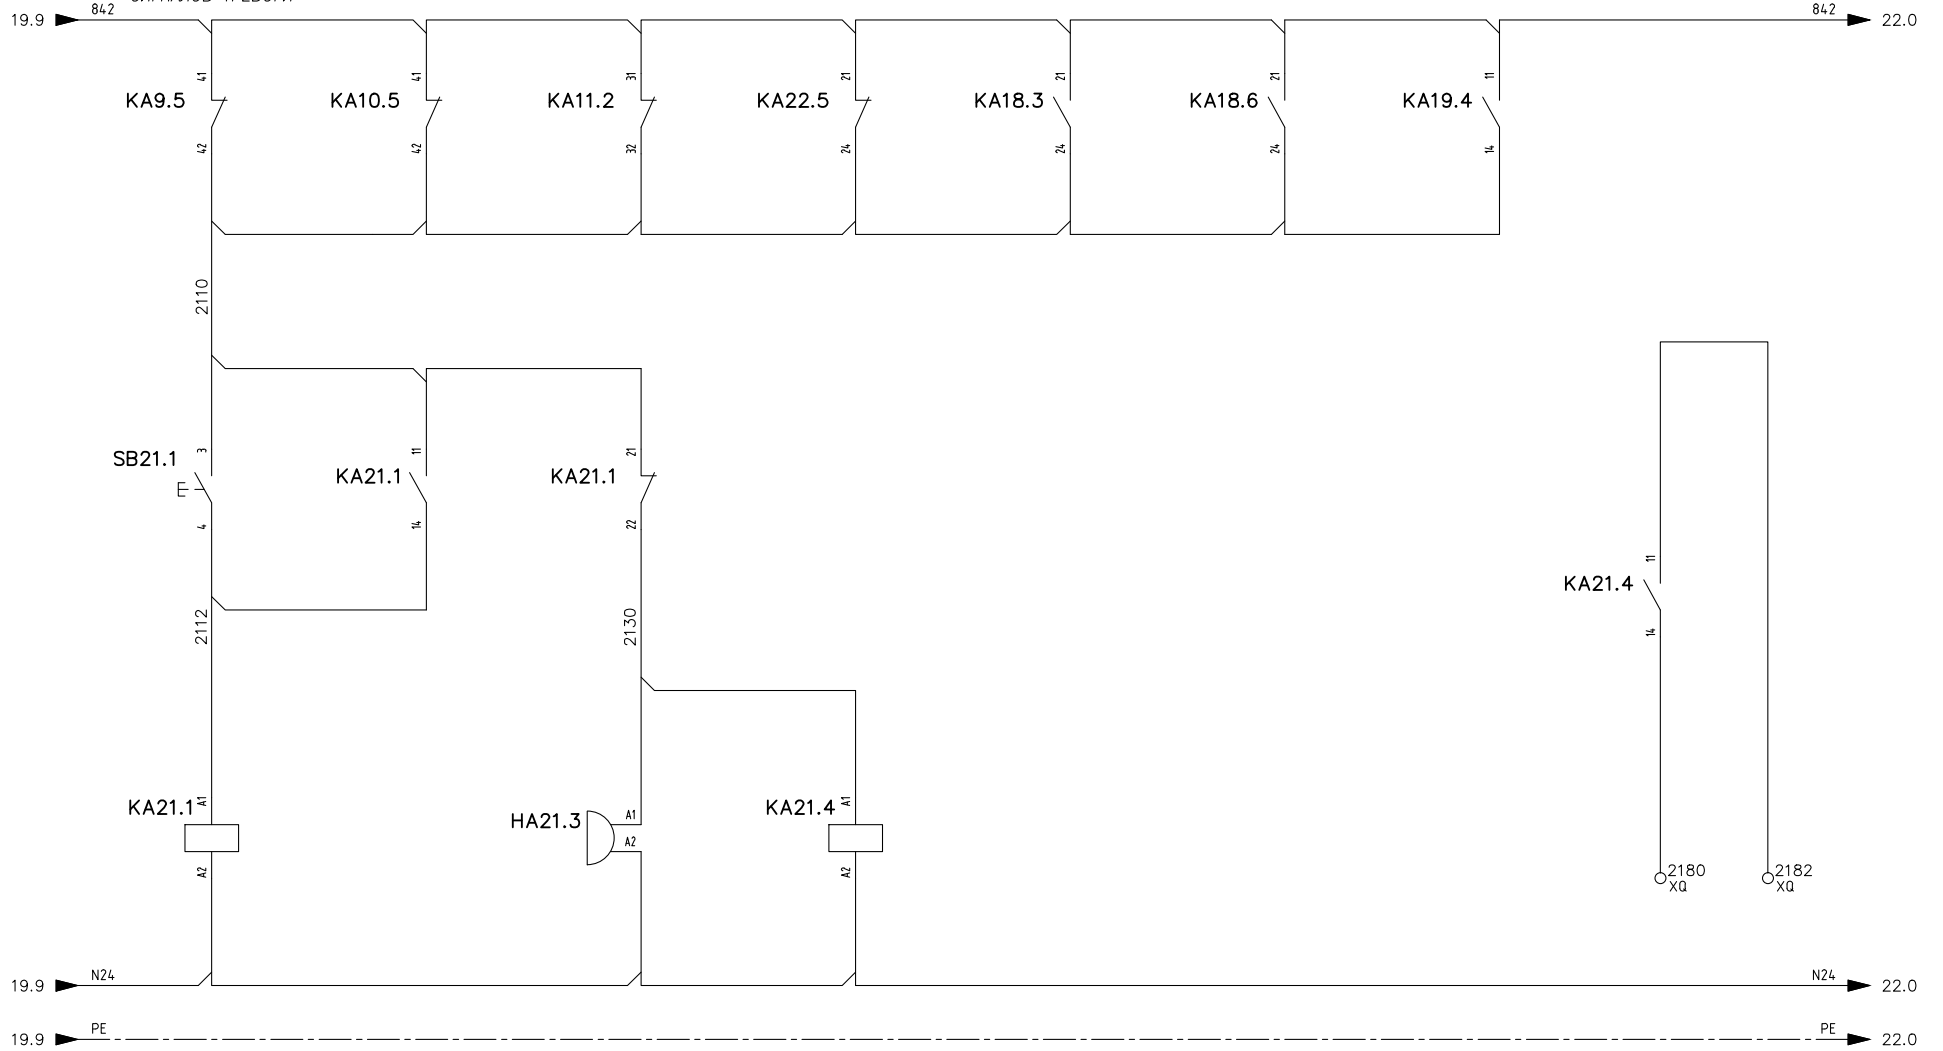 842
842
19.9
22.0
41
41
31
21
21
21
11
KA9.5
KA10.5
KA11.2
KA22.5
KA18.3
KA18.6
KA19.4
42
42
32
24
24
24
14
2110
3
11
21
SB21.1
KA21.1
KA21.1
4
14
22
11
KA21.4
14
2112
2130
KA21.1
A1
HA21.3
A1
A2
KA21.4
A1
A2
A2
2180
XQ
2182
XQ
N24
N24
19.9
22.0
PE
PE
19.9
22.0